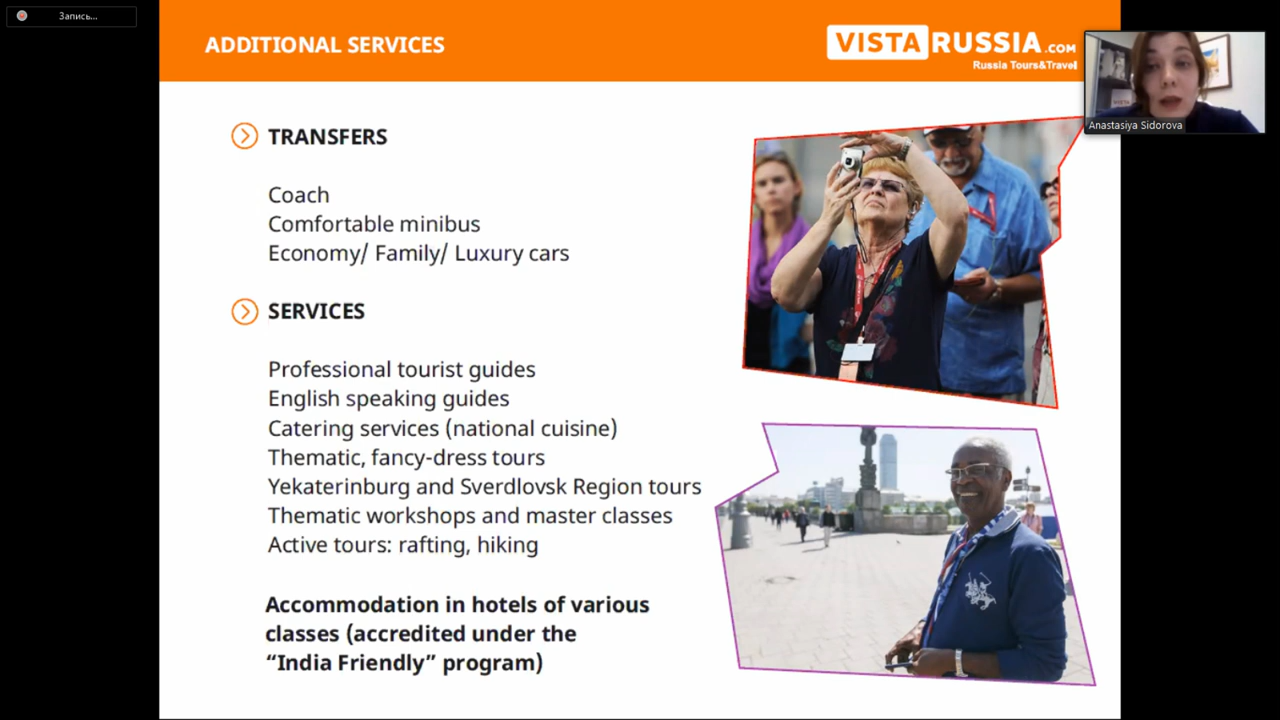 Запись...
ADDITIONAL SERVICES
VISTA RUSSIA.COM
Russia Tours&Travel
Anastasiya Sidorova
TRANSFERS
Coach
Comfortable minibus
Economy/ Family/ Luxury cars
SERVICES
Professional tourist guides
English speaking guides
Catering services (national cuisine)
Thematic, fancy-dress tours
Yekaterinburg and Sverdlovsk Region tours
Thematic workshops and master classes
Active tours: rafting, hiking
Accommodation in hotels of various
classes (accredited under the
“India Friendly” program)